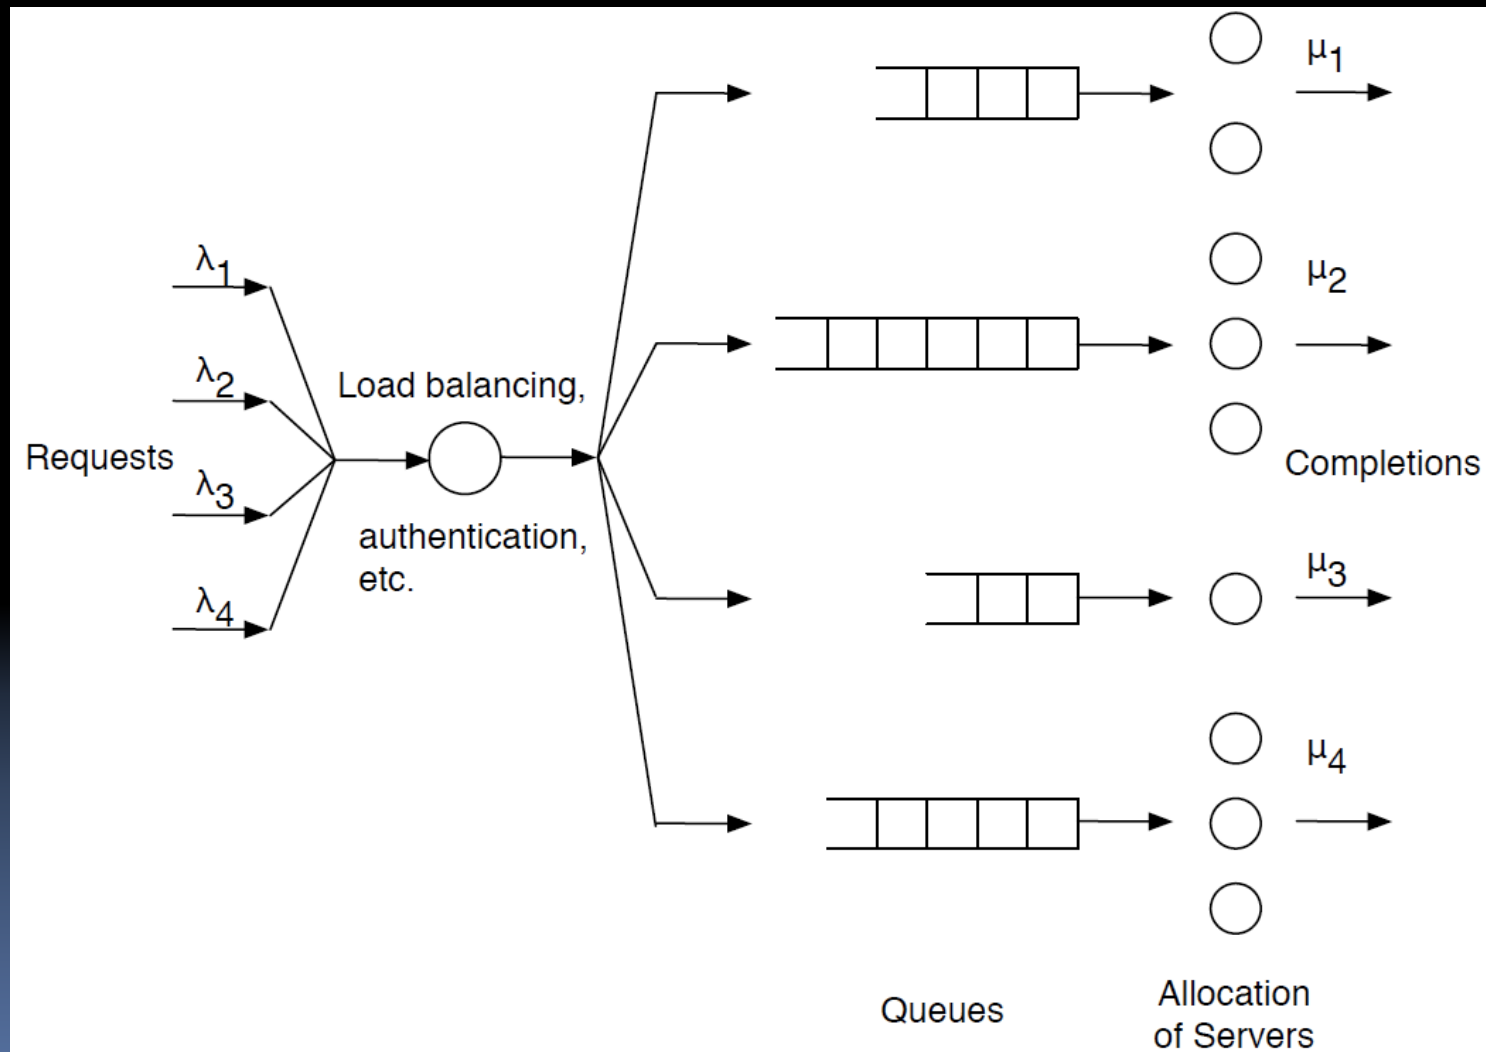 λ1
λ2
λ3
λ4
Requests
Load balancing,
authentication,
etc.
μ1
μ2
μ3
μ4
Completions
Queues
Allocation
of Servers